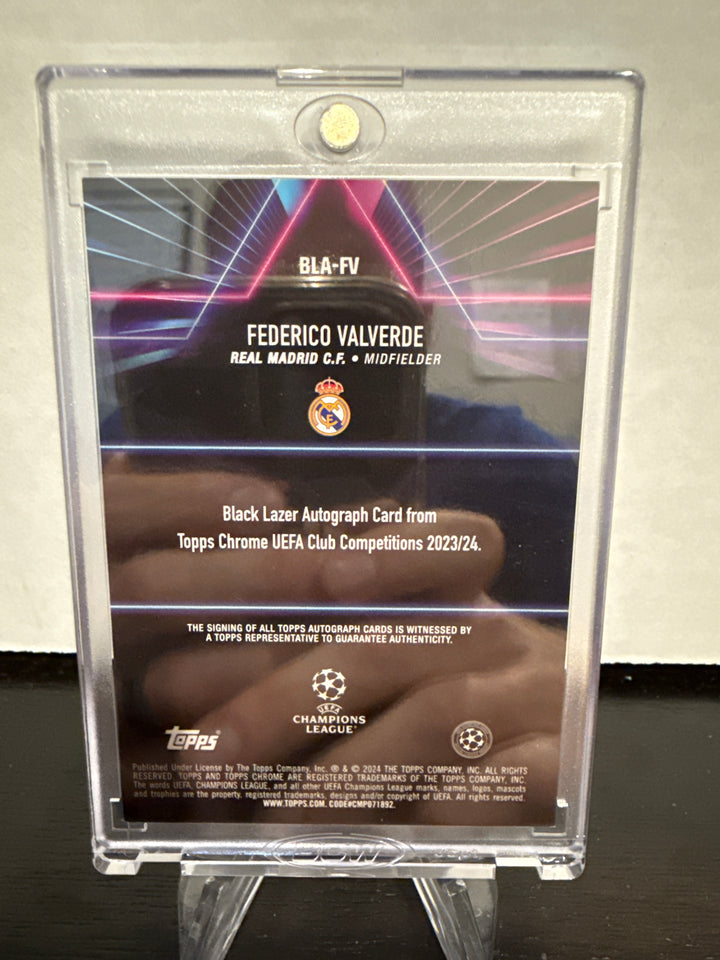 BLA-FV
FEDERICO VALVERDE
REAL MADRID C.F. • MIDFIELDER
Black Lazer Autograph Card from
Topps Chrome UEFA Club Competitions 2023/24.
THE SIGNING OF ALL TOPPS AUTOGRAPH CARDS IS WITNESSED BY
A TOPPS REPRESENTATIVE TO GUARANTEE AUTHENTICITY.
UEFA
CHAMPIONS
LEAGUE®
Topps®
Published Under License by The Topps Company, Inc. ® & © 2024 THE TOPPS COMPANY, INC. ALL RIGHTS
RESERVED. TOPPS AND TOPPS CHROME ARE REGISTERED TRADEMARKS OF THE TOPPS COMPANY, INC.
The words UEFA, CHAMPIONS LEAGUE, and all other UEFA Champions League marks, names, logos, mascots
and trophies are the property, registered trademarks, designs and/or copyright of UEFA. All rights reserved.
WWW.TOPPS.COM. CODE#CMP071892.
BCW